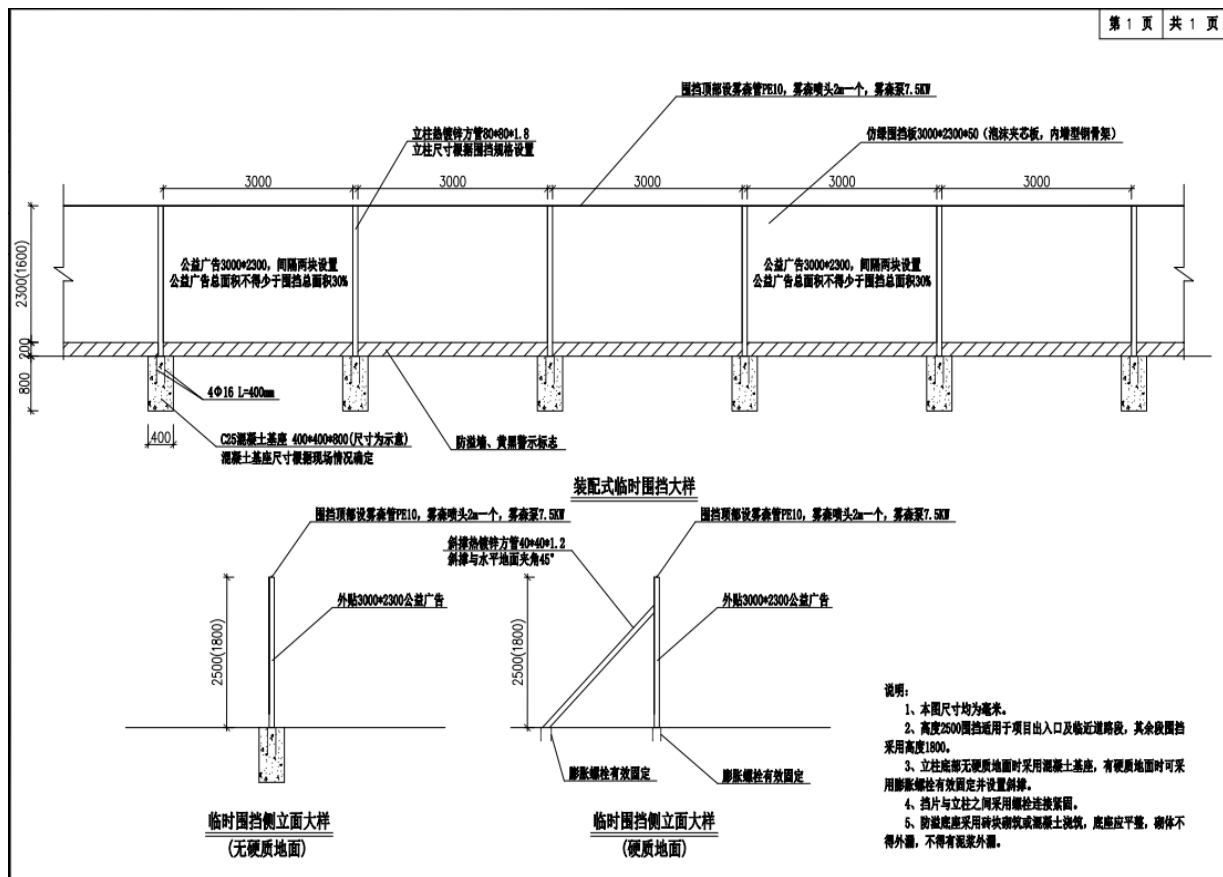 第 1 页 共 1 页
围挡顶部设雾森管PE10，雾森喷头2m一个，雾森泵7.5KW
立柱热镀锌方管80*80*1.8
立柱尺寸根据围挡规格设置
仿绿围挡板3000*2300*50（泡沫夹芯板，内增型钢骨架）
3000 3000 3000 3000 3000
2300(1600)
200
800
公益广告3000*2300，间隔两块设置
公益广告总面积不得少于围挡总面积30%
公益广告3000*2300，间隔两块设置
公益广告总面积不得少于围挡总面积30%
4Φ16 L=400mm
400
C25混凝土基座 400*400*800(尺寸为示意)
混凝土基座尺寸根据现场情况确定
防溢墙、黄黑警示标志
装配式临时围挡大样
围挡顶部设雾森管PE10，雾森喷头2m一个，雾森泵7.5KW
外贴3000*2300公益广告
2500(1800)
临时围挡侧立面大样
(无硬质地面)
围挡顶部设雾森管PE10，雾森喷头2m一个，雾森泵7.5KW
斜撑热镀锌方管40*40*1.2
斜撑与水平地面夹角45°
外贴3000*2300公益广告
2500(1800)
膨胀螺栓有效固定
膨胀螺栓有效固定
临时围挡侧立面大样
(硬质地面)
说明：
1、本图尺寸均为毫米。
2、高度2500围挡适用于项目出入口及临近道路段，其余段围挡
采用高度1800。
3、立柱底部无硬质地面时采用混凝土基座，有硬质地面时可采
用膨胀螺栓有效固定并设置斜撑。
4、挡片与立柱之间采用螺栓连接紧固。
5、防溢底座采用砖块砌筑或混凝土浇筑，底座应平整，砌体不
得外漏，不得有泥浆外漏。